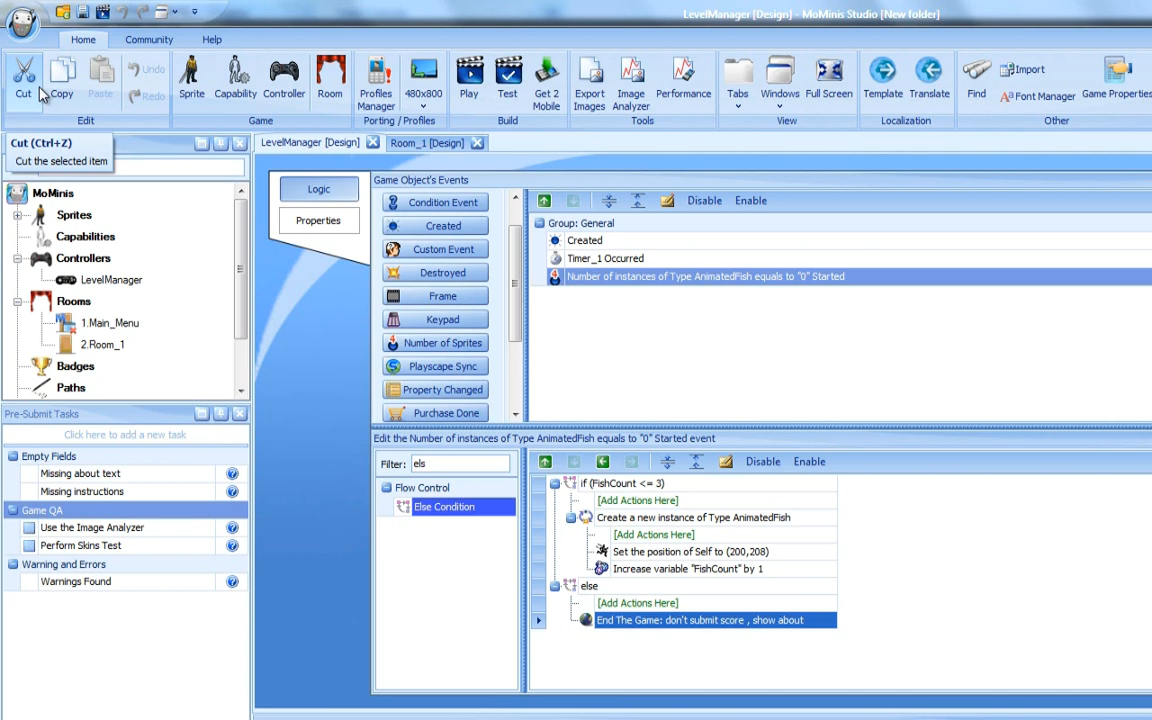 LevelManager [Design] - MoMinis Studio [New folder]
Home Community Help
Cut Copy Paste Undo Redo Sprite Capability Controller Room Profiles Manager 480x800 Play Test Get 2 Mobile Export Images Image Analyzer Performance Tabs Windows Full Screen Template Translate Find Import Font Manager Game Properties
Edit Game Porting / Profiles Build Tools View Localization Other
Cut (Ctrl+Z)
Cut the selected item
LevelManager [Design] Room_1 [Design]
MoMinis
Sprites
Capabilities
Controllers
LevelManager
Rooms
1.Main_Menu
2.Room_1
Badges
Paths
Pre-Submit Tasks
Click here to add a new task
Empty Fields
Missing about text
Missing instructions
Game QA
Use the Image Analyzer
Perform Skins Test
Warning and Errors
Warnings Found
Logic
Properties
Game Object's Events
Condition Event
Created
Custom Event
Destroyed
Frame
Keypad
Number of Sprites
Playscape Sync
Property Changed
Purchase Done
Disable Enable
Group: General
Created
Timer_1 Occurred
Number of instances of Type AnimatedFish equals to "0" Started
Edit the Number of instances of Type AnimatedFish equals to "0" Started event
Filter: els
Flow Control
Else Condition
Disable Enable
if (FishCount <= 3)
[Add Actions Here]
Create a new instance of Type AnimatedFish
[Add Actions Here]
Set the position of Self to (200,208)
Increase variable "FishCount" by 1
else
[Add Actions Here]
End The Game: don't submit score , show about